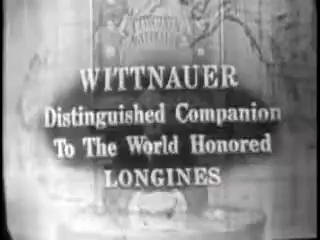 WITTNAUER
Distinguished Companion
To The World Honored
LONGINES